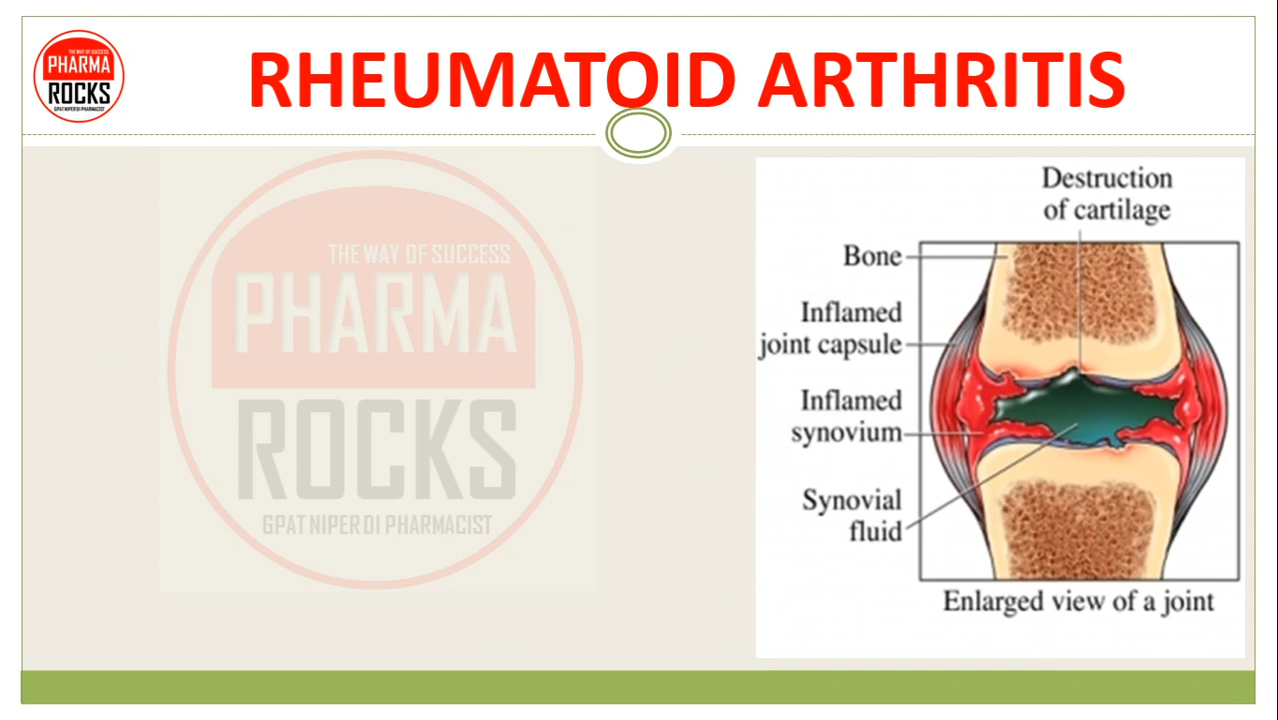 THE WAY OF SUCCESS
PHARMA
ROCKS
GPAT NIPER DI PHARMACIST
RHEUMATOID ARTHRITIS
THE WAY OF SUCCESS
PHARMA
ROCKS
GPAT NIPER DI PHARMACIST
Destruction
of cartilage
Bone
Inflamed
joint capsule
Inflamed
synovium
Synovial
fluid
Enlarged view of a joint